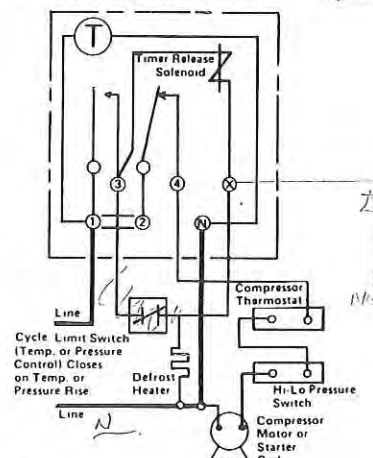 T
Timer Release
Solenoid
3
4
X
1
2
N
Line
Cycle Limit Switch
(Temp. or Pressure
Control) Closes
on Temp. or
Pressure Rise
Defrost
Heater
Line
N
Compressor
Thermostat
Hi-Lo Pressure
Switch
Compressor
Motor or
Starter